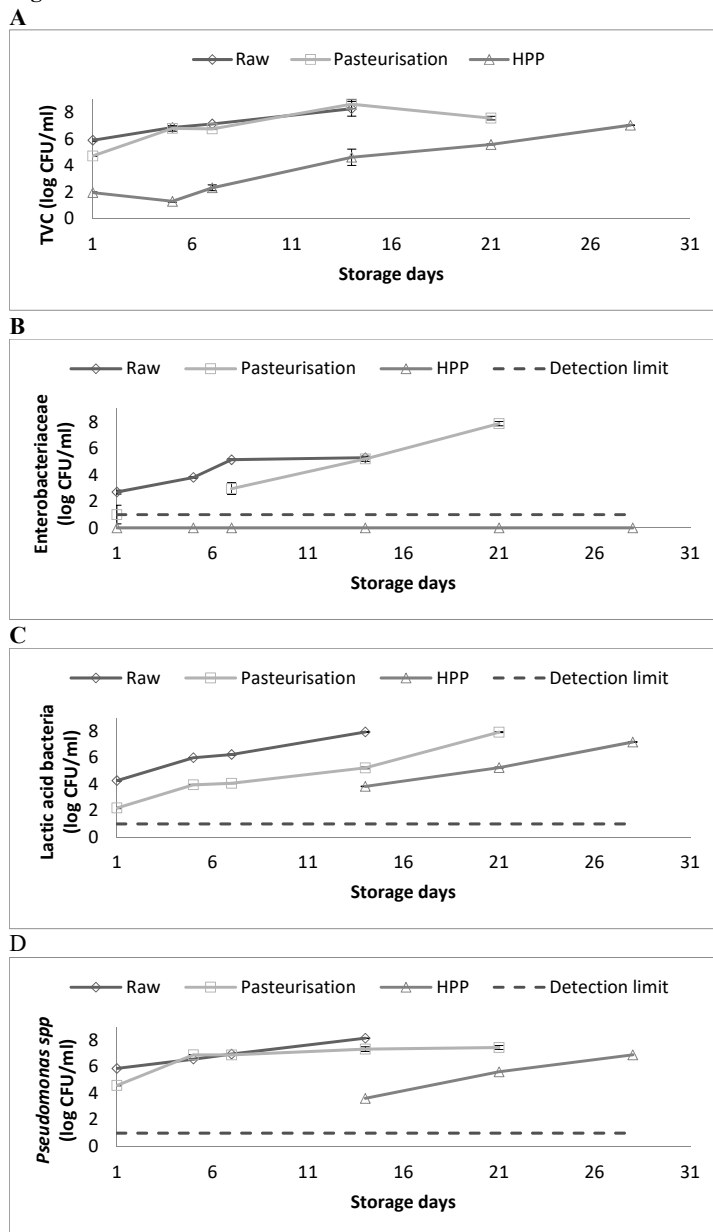 A
Raw Pasteurisation HPP
8
6
4
2
0
TVC (log CFU/ml)
1 6 11 16 21 26 31
Storage days
B
Raw Pasteurisation HPP Detection limit
8
6
4
2
0
Enterobacteriaceae
(log CFU/ml)
1 6 11 16 21 26 31
Storage days
C
Raw Pasteurisation HPP Detection limit
8
6
4
2
0
Lactic acid bacteria
(log CFU/ml)
1 6 11 16 21 26 31
Storage days
D
Raw Pasteurisation HPP Detection limit
8
6
4
2
0
Pseudomonas spp
(log CFU/ml)
1 6 11 16 21 26 31
Storage days